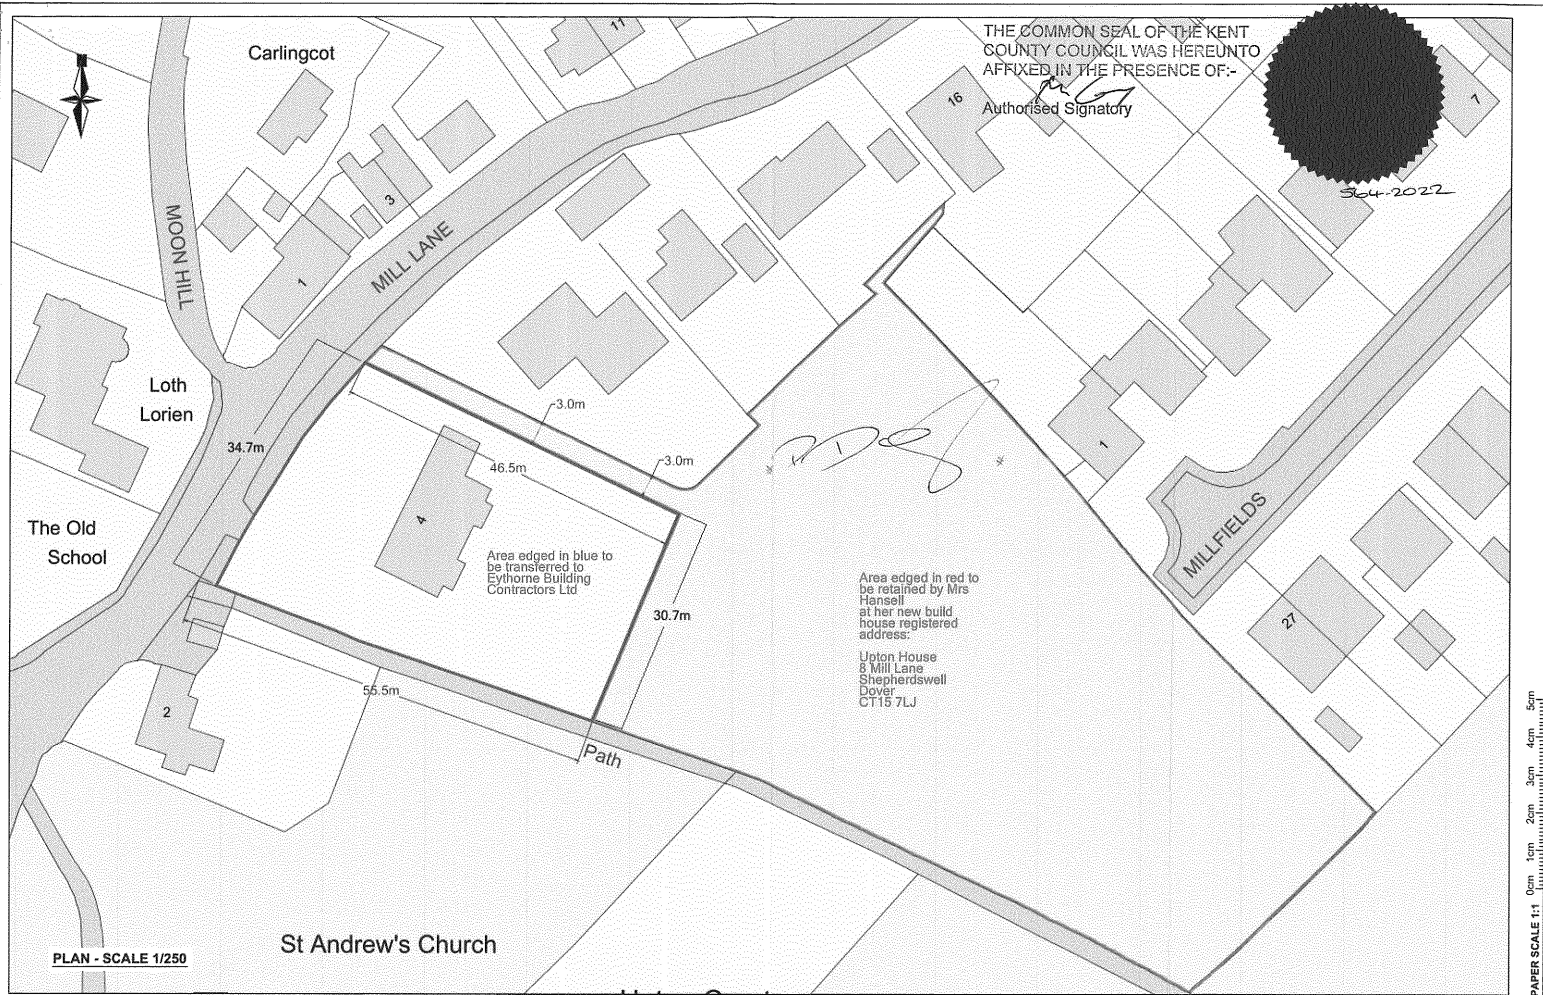 Carlingcot
11
THE COMMON SEAL OF THE KENT
COUNTY COUNCIL WAS HEREUNTO
AFFIXED IN THE PRESENCE OF:-
Authorised Signatory
16
7
564-2022
MOON HILL
3
MILL LANE
1
Loth
Lorien
3.0m
34.7m
46.5m
3.0m
1
4
The Old
School
MILLFIELDS
Area edged in blue to
be transferred to
Eythorne Building
Contractors Ltd
Area edged in red to
be retained by Mrs
Hansell
at her new build
house registered
address:
30.7m
27
Upton House
8 Mill Lane
Shepherdswell
Dover
CT15 7LJ
55.5m
2
Path
St Andrew's Church
PLAN - SCALE 1/250
PAPER SCALE 1:1 0cm 1cm 2cm 3cm 4cm 5cm